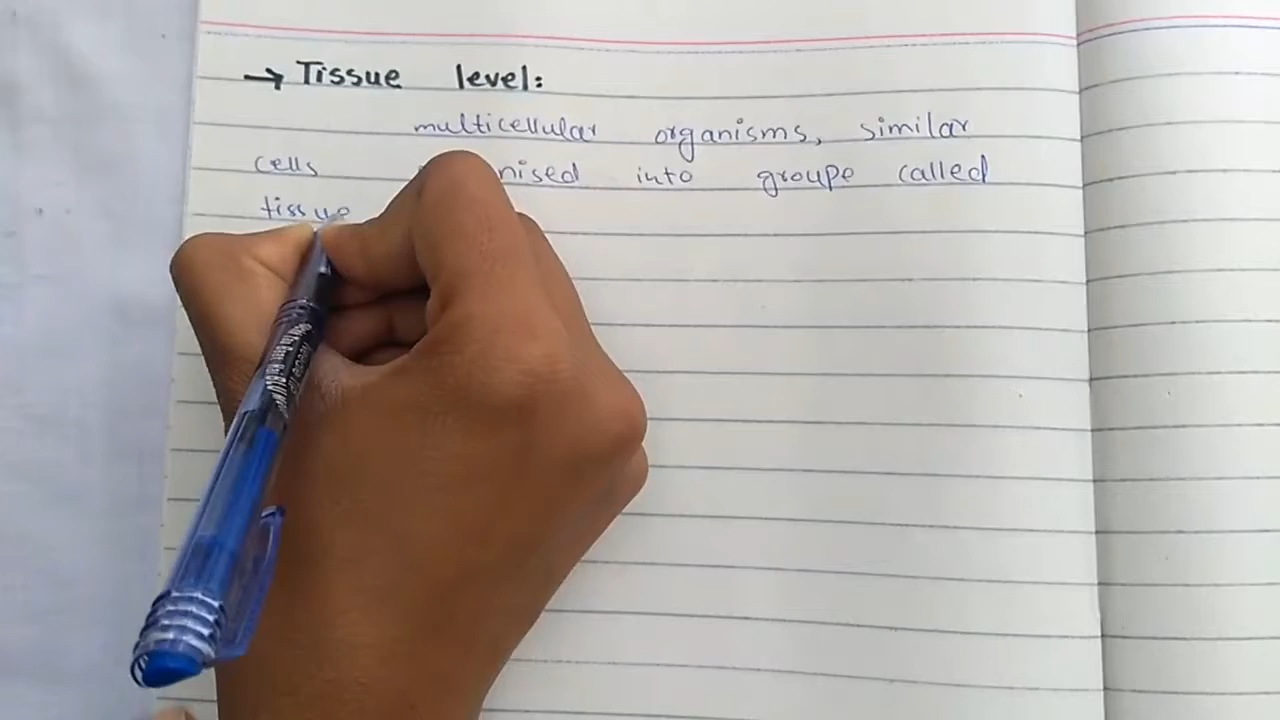 → Tissue level:
multicellular organisms, similar
cells nised into groupe called
tissue